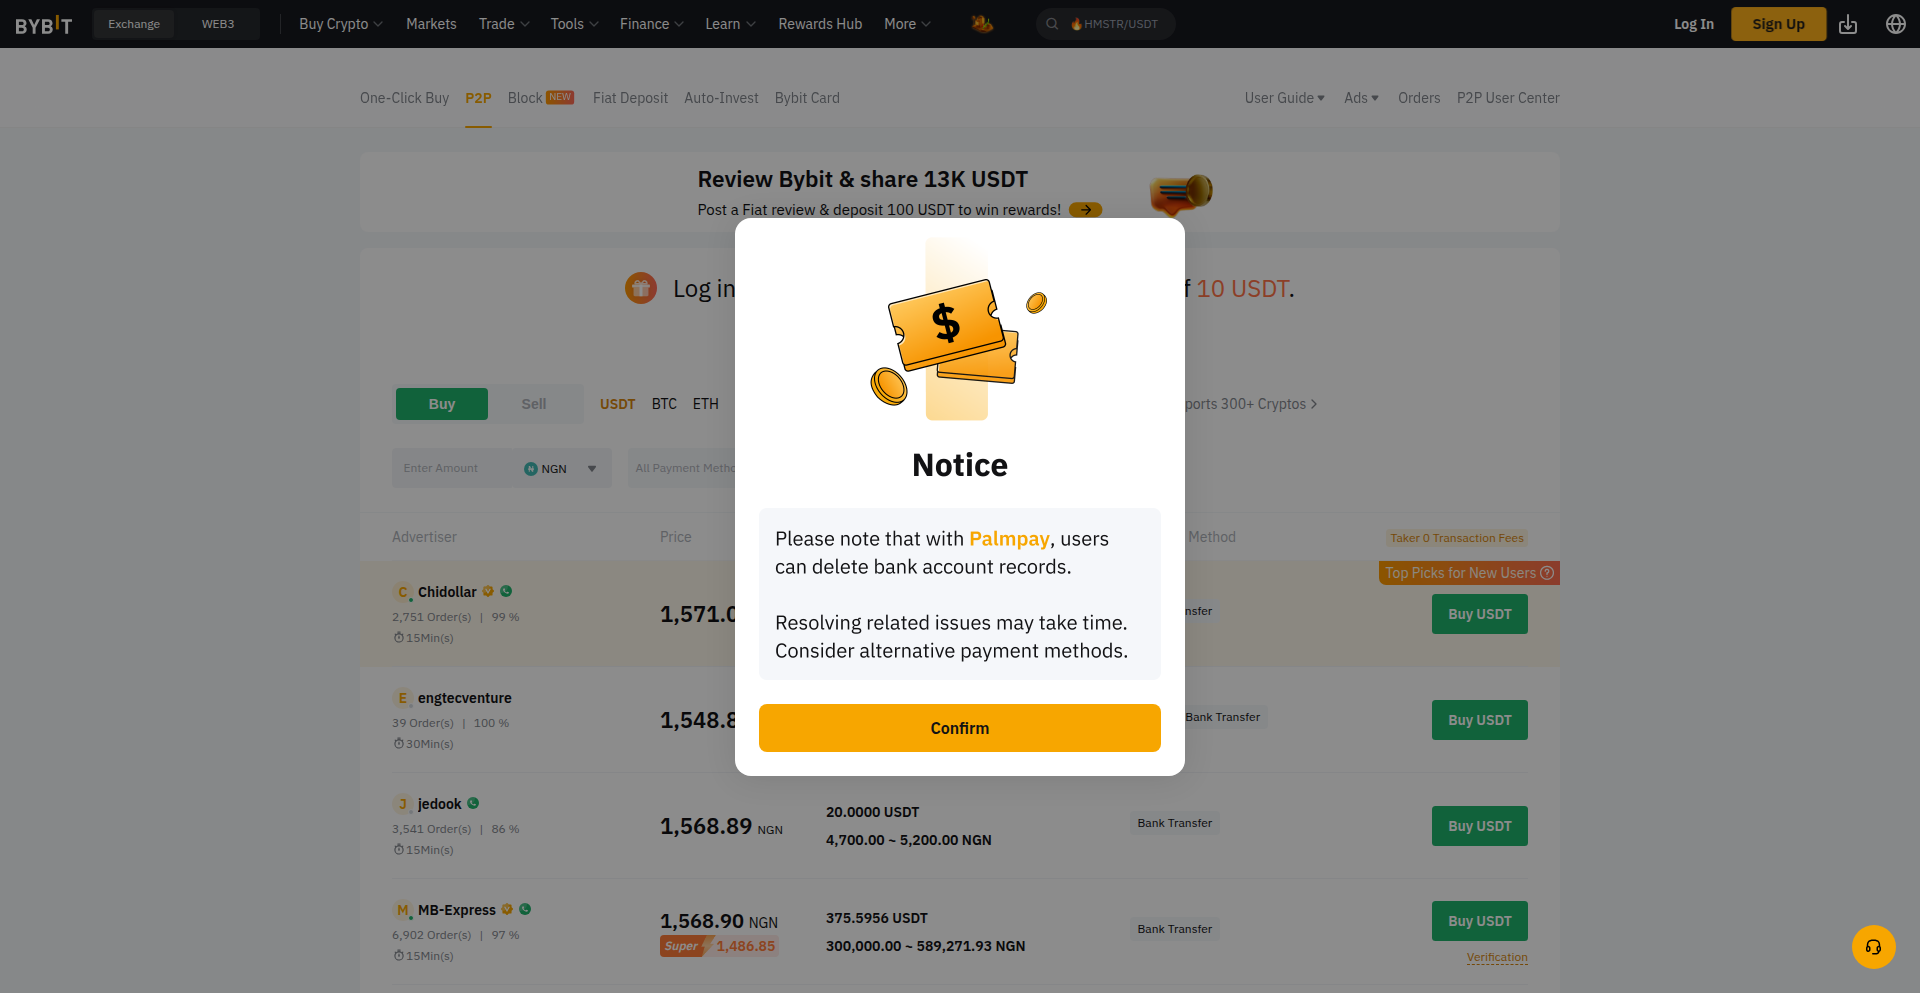 BYBIT Exchange WEB3 Buy Crypto Markets Trade Tools Finance Learn Rewards Hub More HMSTR/USDT Log In Sign Up
One-Click Buy P2P Block NEW Fiat Deposit Auto-Invest Bybit Card User Guide Ads Orders P2P User Center
Review Bybit & share 13K USDT
Post a Fiat review & deposit 100 USDT to win rewards!
Log in 10 USDT.
Buy Sell USDT BTC ETH ports 300+ Cryptos
Enter Amount NGN All Payment Metho
Advertiser Price Method Taker 0 Transaction Fees
Top Picks for New Users
C Chidollar
2,751 Order(s) | 99 %
15Min(s)
1,571.0
nsfer
Buy USDT
E engtecventure
39 Order(s) | 100 %
30Min(s)
1,548.8
Bank Transfer
Buy USDT
J jedook
3,541 Order(s) | 86 %
15Min(s)
1,568.89 NGN
20.0000 USDT
4,700.00 ~ 5,200.00 NGN
Bank Transfer
Buy USDT
M MB-Express
6,902 Order(s) | 97 %
15Min(s)
1,568.90 NGN
Super 1,486.85
375.5956 USDT
300,000.00 ~ 589,271.93 NGN
Bank Transfer
Buy USDT
Verification
$
Notice
Please note that with Palmpay, users
can delete bank account records.
Resolving related issues may take time.
Consider alternative payment methods.
Confirm